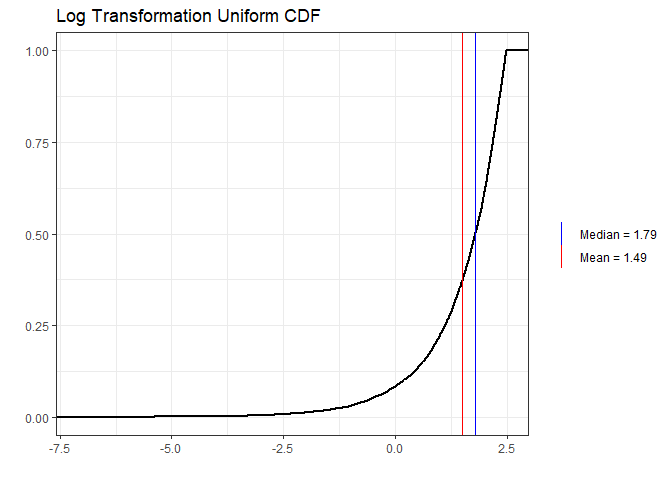 Log Transformation Uniform CDF
1.00
0.75
0.50
0.25
0.00
-7.5 -5.0 -2.5 0.0 2.5
Median = 1.79
Mean = 1.49